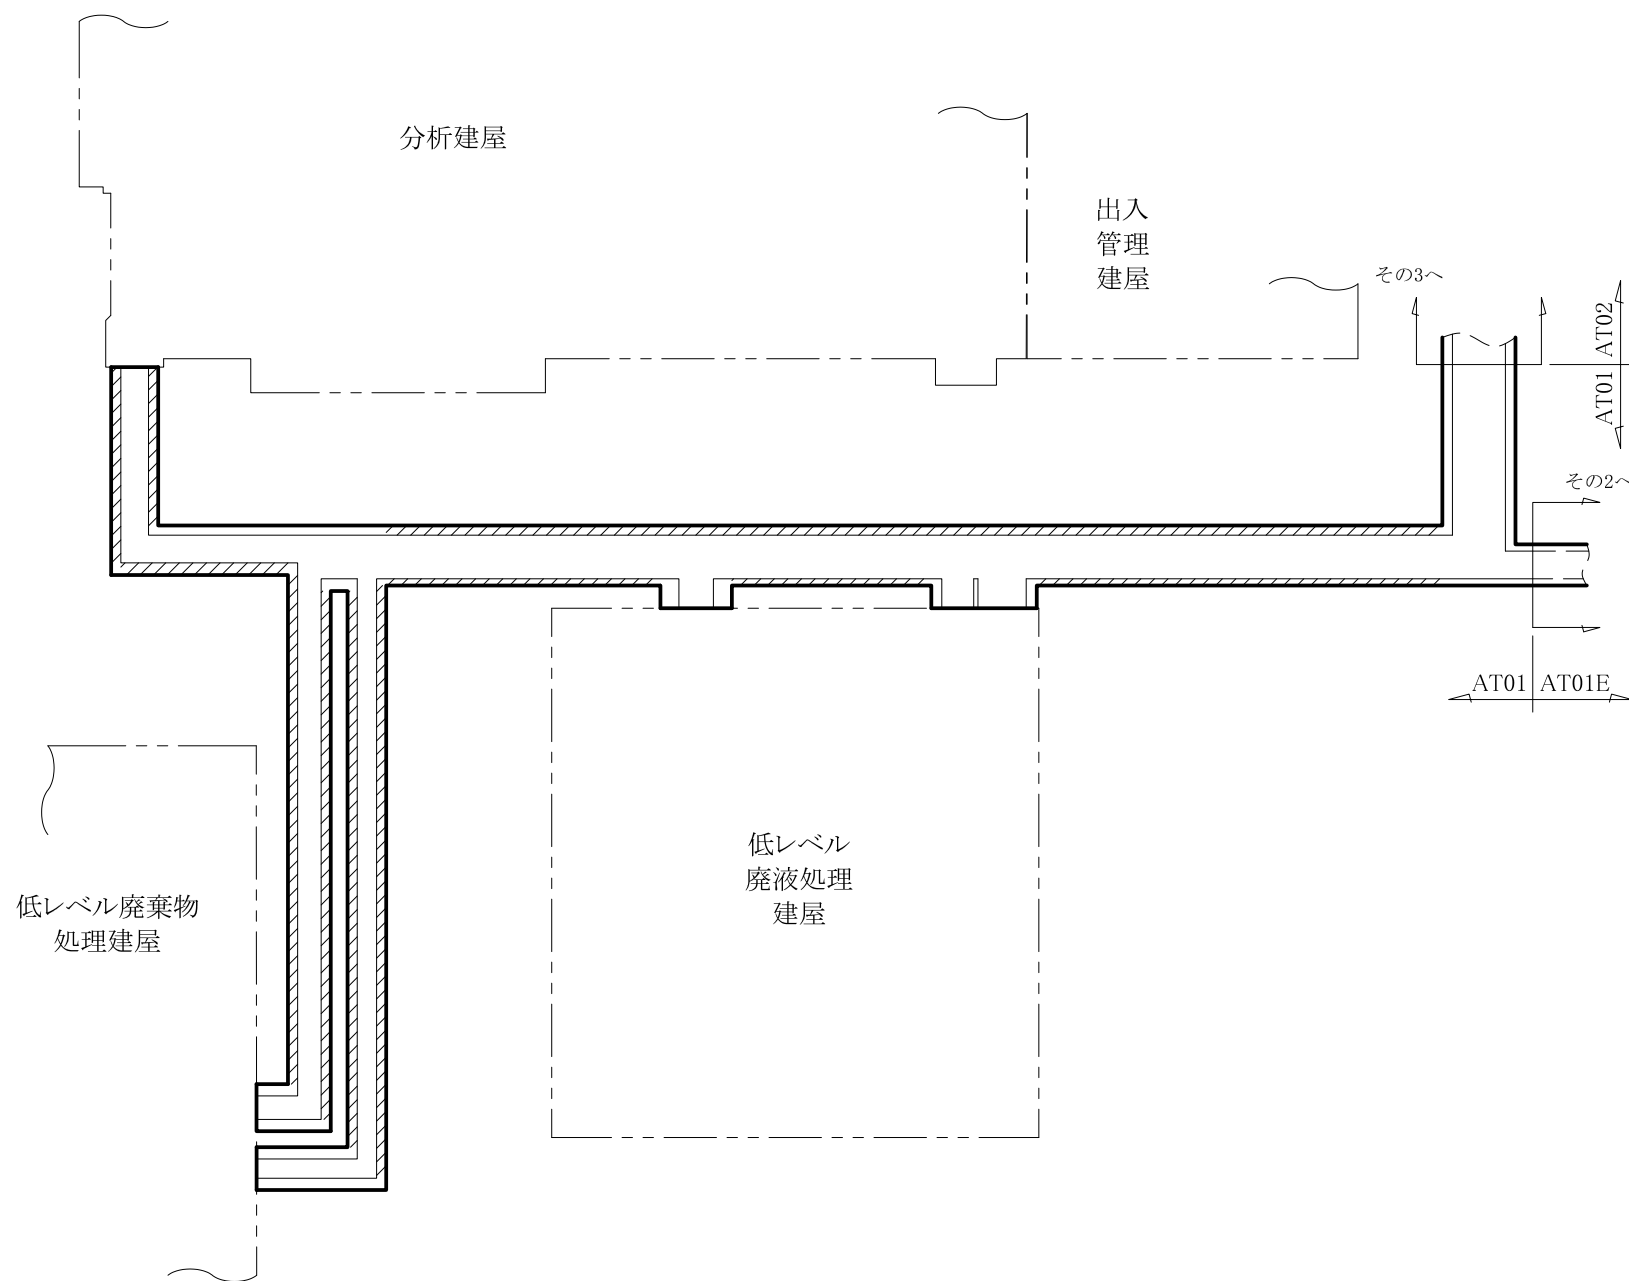 分析建屋
出入
管理
建屋
その3へ
AT02
AT01
その2へ
AT01
AT01E
低レベル
廃液処理
建屋
低レベル廃棄物
処理建屋